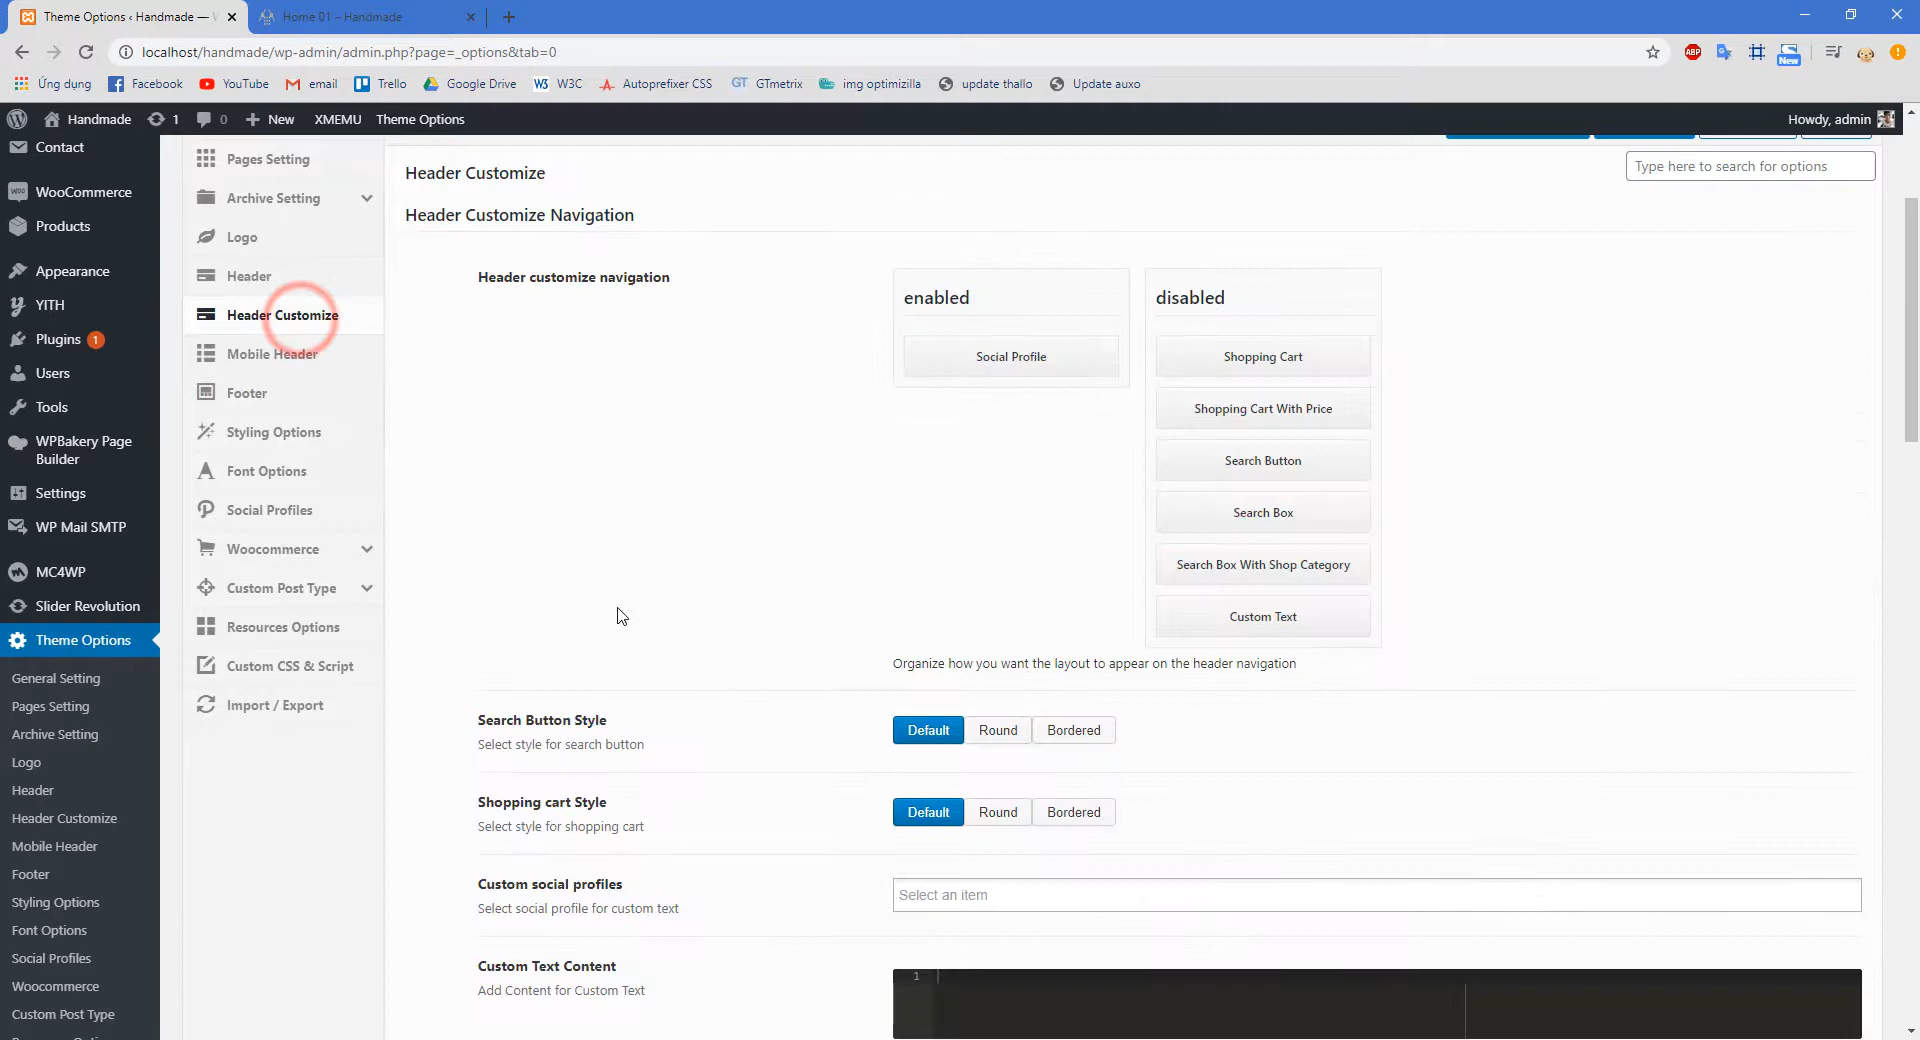 Theme Options ‹ Handmade — W
Home 01 – Handmade
localhost/handmade/wp-admin/admin.php?page=_options&tab=0
ABP
New
Ứng dụng
Facebook
YouTube
email
Trello
Google Drive
W3C
Autoprefixer CSS
GT GTmetrix
img optimizilla
update thallo
Update auxo
Handmade
1
0
New
XMEMU
Theme Options
Howdy, admin
Contact
WooCommerce
Products
Appearance
YITH
Plugins 1
Users
Tools
WPBakery Page
Builder
Settings
WP Mail SMTP
MC4WP
Slider Revolution
Theme Options
General Setting
Pages Setting
Archive Setting
Logo
Header
Header Customize
Mobile Header
Footer
Styling Options
Font Options
Social Profiles
Woocommerce
Custom Post Type
Pages Setting
Archive Setting
Logo
Header
Header Customize
Mobile Header
Footer
Styling Options
Font Options
Social Profiles
Woocommerce
Custom Post Type
Resources Options
Custom CSS & Script
Import / Export
Header Customize
Type here to search for options
Header Customize Navigation
Header customize navigation
enabled
Social Profile
disabled
Shopping Cart
Shopping Cart With Price
Search Button
Search Box
Search Box With Shop Category
Custom Text
Organize how you want the layout to appear on the header navigation
Search Button Style
Select style for search button
Default Round Bordered
Shopping cart Style
Select style for shopping cart
Default Round Bordered
Custom social profiles
Select social profile for custom text
Select an item
Custom Text Content
Add Content for Custom Text
1